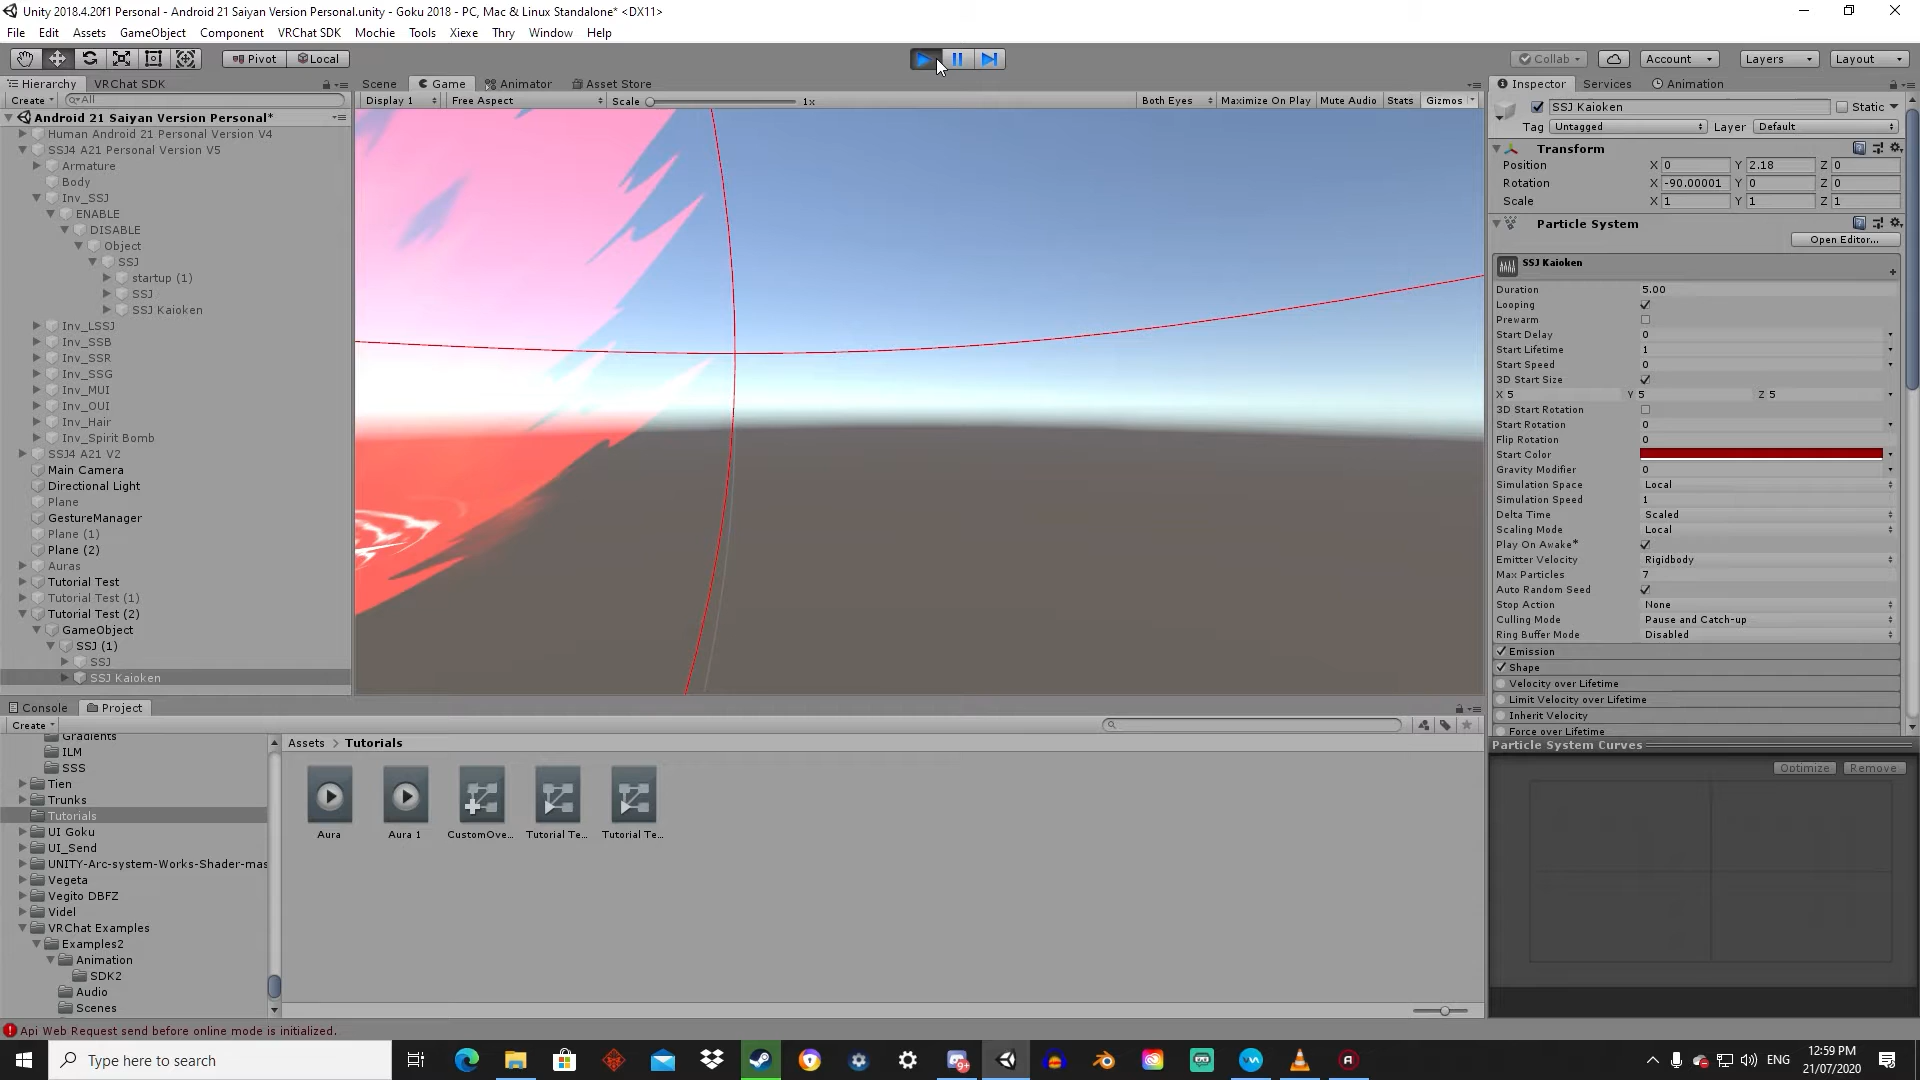 Unity 2018.4.20f1 Personal - Android 21 Saiyan Version Personal.unity - Goku 2018 - PC, Mac & Linux Standalone* <DX11>
File Edit Assets GameObject Component VRChat SDK Mochie Tools Xiexe Thry Window Help
Pivot Local Collab Account Layers Layout
Hierarchy VRChat SDK
Create All
Android 21 Saiyan Version Personal*
Human Android 21 Personal Version V4
SSJ4 A21 Personal Version V5
Armature
Body
Inv_SSJ
ENABLE
DISABLE
Object
SSJ
startup (1)
SSJ
SSJ Kaioken
Inv_LSSJ
Inv_SSB
Inv_SSR
Inv_SSG
Inv_MUI
Inv_OUI
Inv_Hair
Inv_Spirit Bomb
SSJ4 A21 V2
Main Camera
Directional Light
Plane
GestureManager
Plane (1)
Plane (2)
Auras
Tutorial Test
Tutorial Test (1)
Tutorial Test (2)
GameObject
SSJ (1)
SSJ
SSJ Kaioken
Scene Game Animator Asset Store
Display 1 Free Aspect Scale 1x Both Eyes Maximize On Play Mute Audio Stats Gizmos
Inspector Services Animation
SSJ Kaioken Static
Tag Untagged Layer Default
Transform
Position X 0 Y 2.18 Z 0
Rotation X -90.00001 Y 0 Z 0
Scale X 1 Y 1 Z 1
Particle System
Open Editor...
SSJ Kaioken
Duration 5.00
Looping
Prewarm
Start Delay 0
Start Lifetime 1
Start Speed 0
3D Start Size
X 5 Y 5 Z 5
3D Start Rotation
Start Rotation 0
Flip Rotation 0
Start Color
Gravity Modifier 0
Simulation Space Local
Simulation Speed 1
Delta Time Scaled
Scaling Mode Local
Play On Awake*
Emitter Velocity Rigidbody
Max Particles 7
Auto Random Seed
Stop Action None
Culling Mode Pause and Catch-up
Ring Buffer Mode Disabled
Emission
Shape
Velocity over Lifetime
Limit Velocity over Lifetime
Inherit Velocity
Force over Lifetime
Particle System Curves
Optimize Remove
Console Project
Create
Gradients
ILM
SSS
Tien
Trunks
Tutorials
UI Goku
UI_Send
UNITY-Arc-system-Works-Shader-mas
Vegeta
Vegito DBFZ
Videl
VRChat Examples
Examples2
Animation
SDK2
Audio
Scenes
Assets > Tutorials
Aura Aura 1 CustomOve... Tutorial Te... Tutorial Te...
Api Web Request send before online mode is initialized.
Type here to search
9+
ENG
12:59 PM
21/07/2020